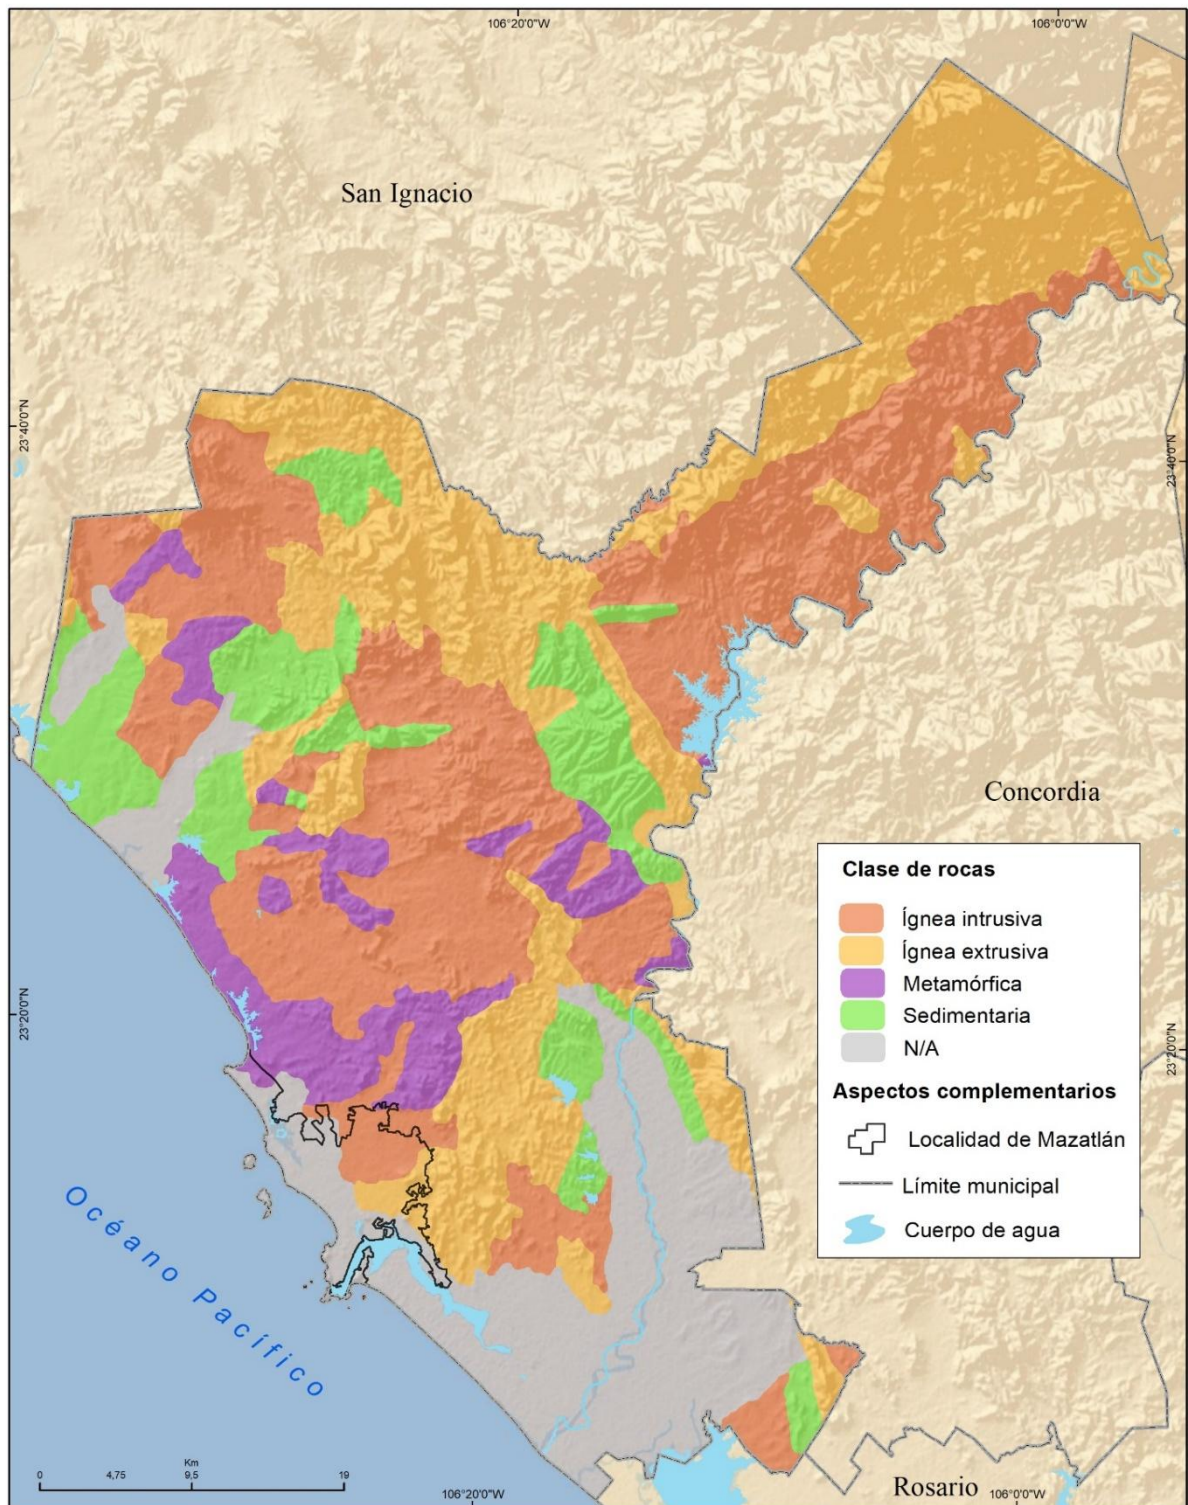 106°20'0"W
106°0'0"W
San Ignacio
23°40'0"N
23°40'0"N
Concordia
Clase de rocas
Ígnea intrusiva
Ígnea extrusiva
Metamórfica
Sedimentaria
N/A
Aspectos complementarios
Localidad de Mazatlán
Límite municipal
Cuerpo de agua
23°20'0"N
23°20'0"N
Océano Pacífico
Km
0 4,75 9,5 19
Rosario
106°20'0"W
106°0'0"W